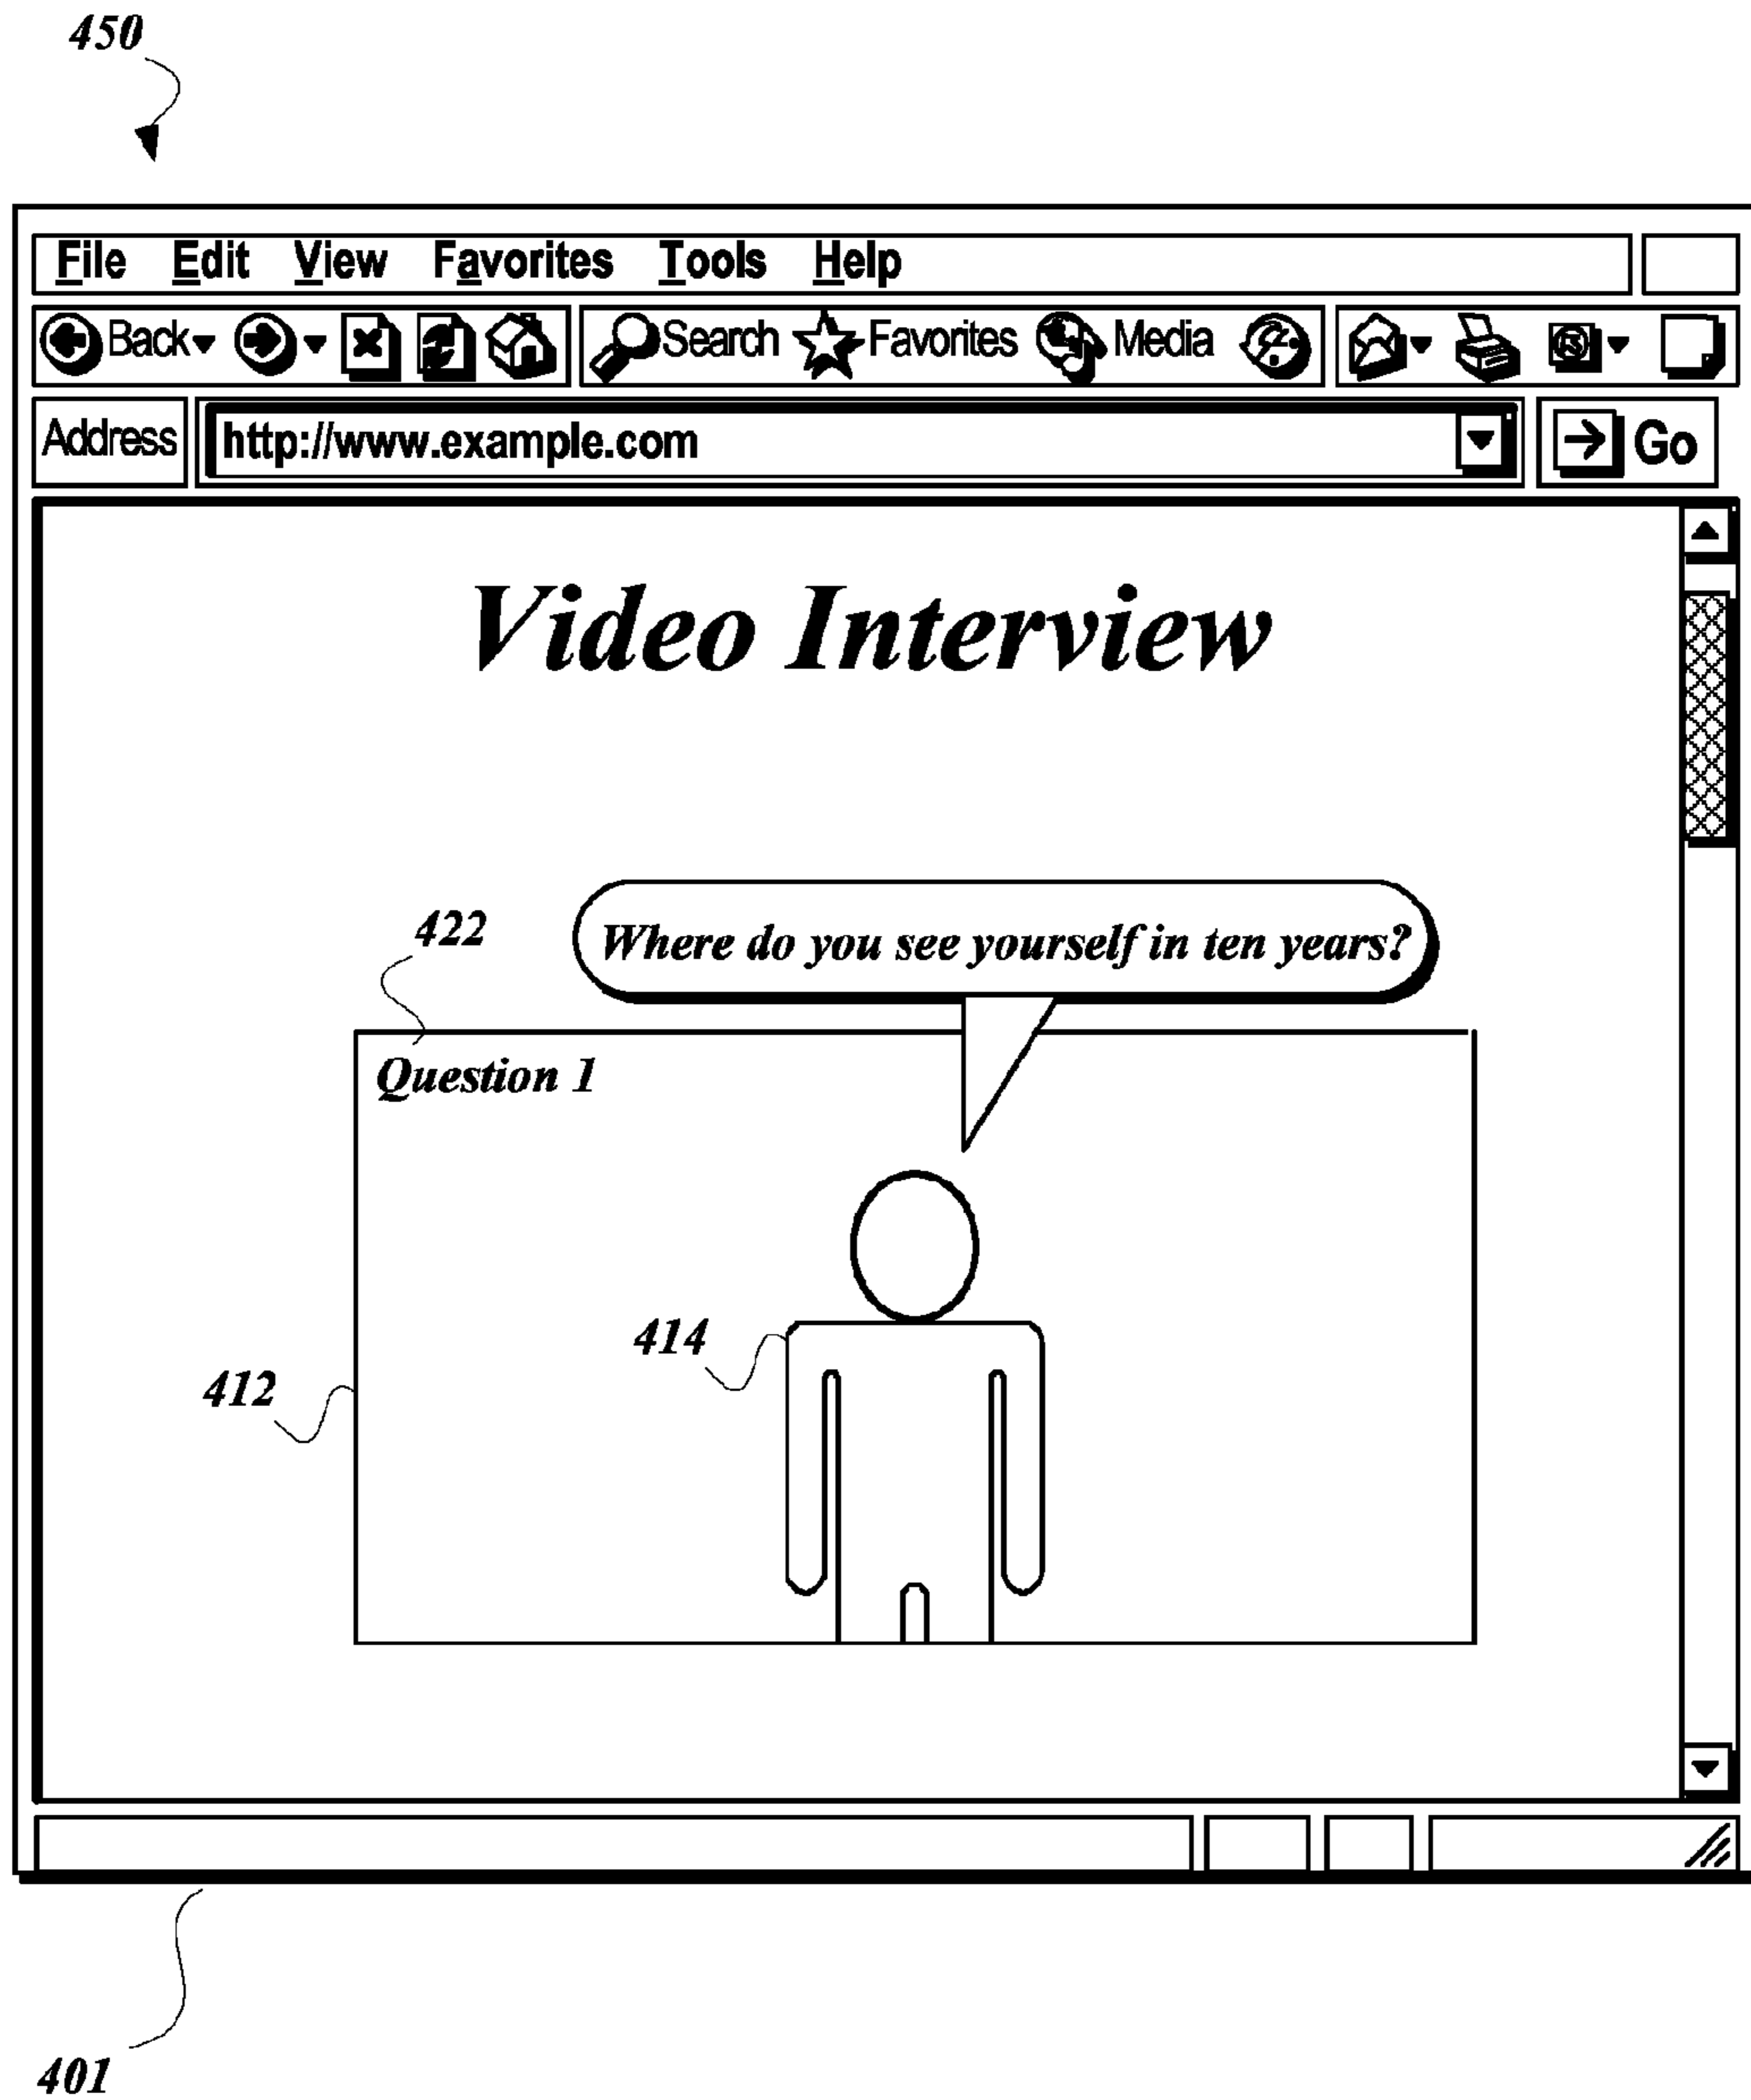 450
File Edit View Favorites Tools Help
Back Search Favorites Media
Address http://www.example.com Go
Video Interview
422
Where do you see yourself in ten years?
Question 1
414
412
401